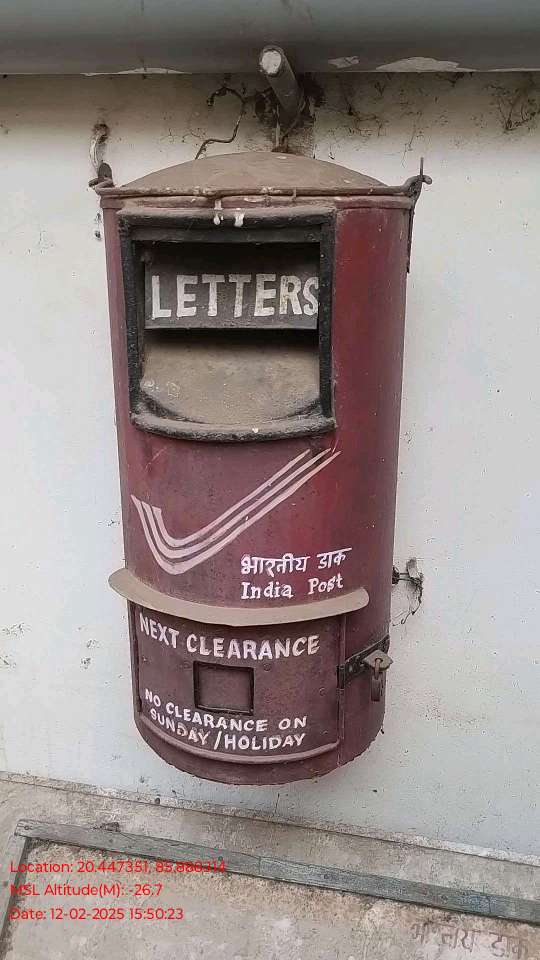 LETTERS
भारतीय डाक
India Post
NEXT CLEARANCE
NO CLEARANCE ON
SUNDAY/HOLIDAY
Location: 20.447351, 85.880314
MSL Altitude(M): -26.7
Date: 12-02-2025 15:50:23
भारतीय डाक